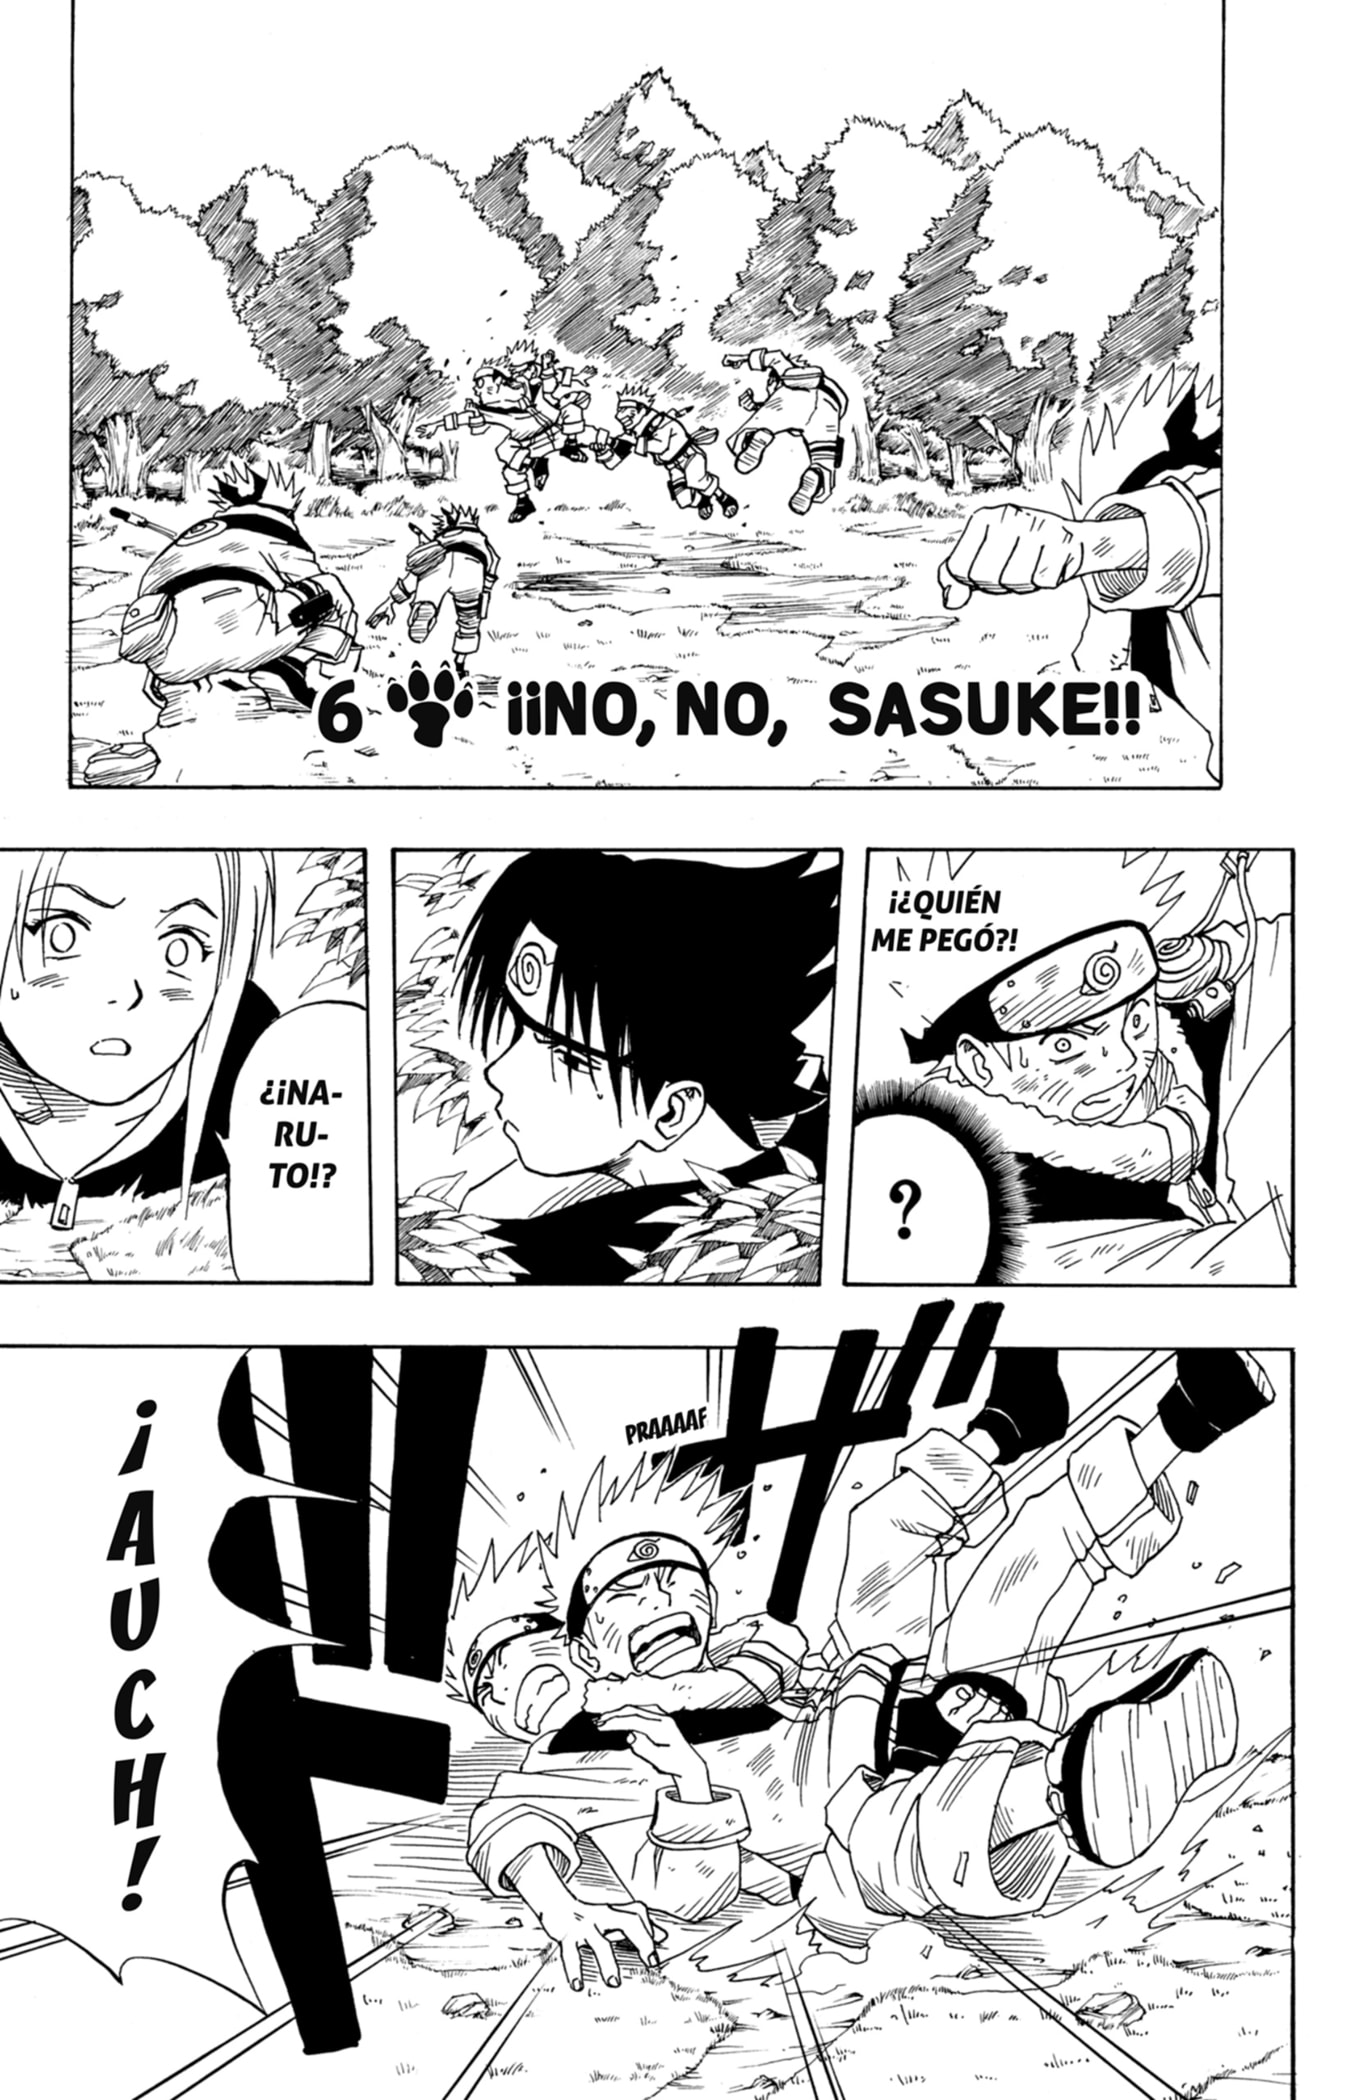 6 ¡¡NO, NO, SASUKE!!
¡¿QUIÉN
ME PEGÓ?!
?
¿¡¡NA-
RU-
TO!?
PRAAAAF
¡AUCH!